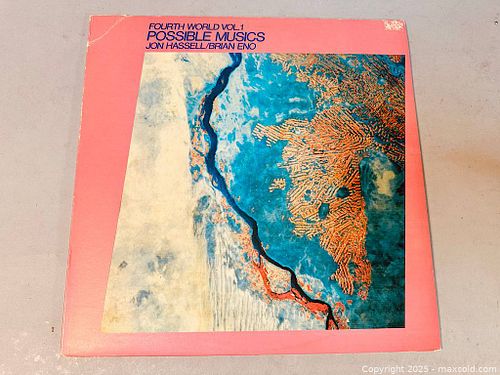 FOURTH WORLD VOL.1
POSSIBLE MUSICS
JON HASSELL/BRIAN ENO
Copyright 2025 - maxsold.com